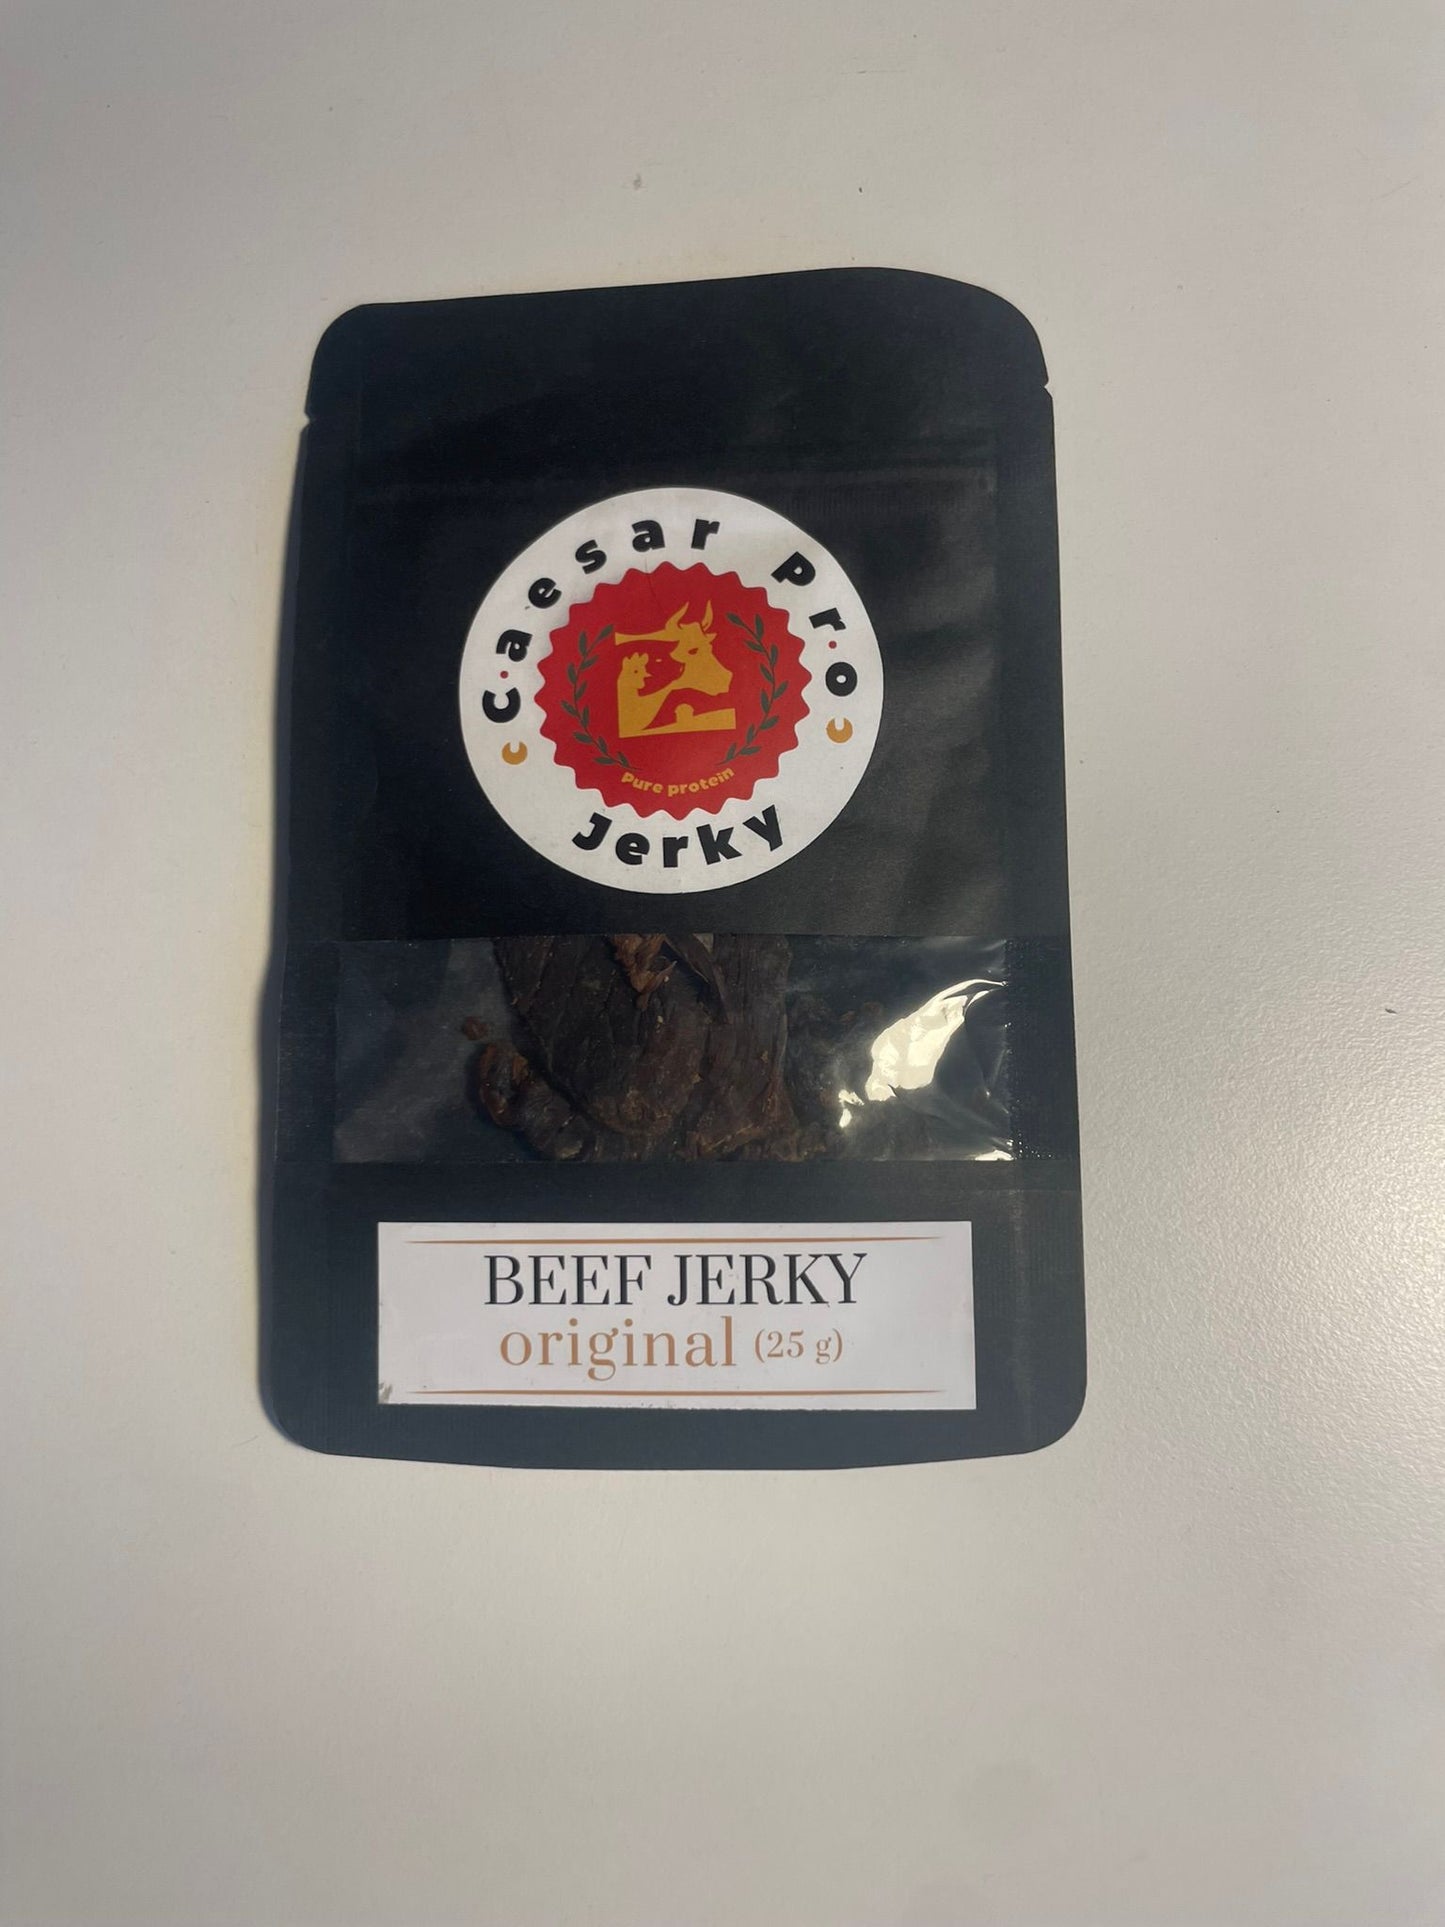 Caesar Pro
Pure protein
Jerky
BEEF JERKY
original (25 g)